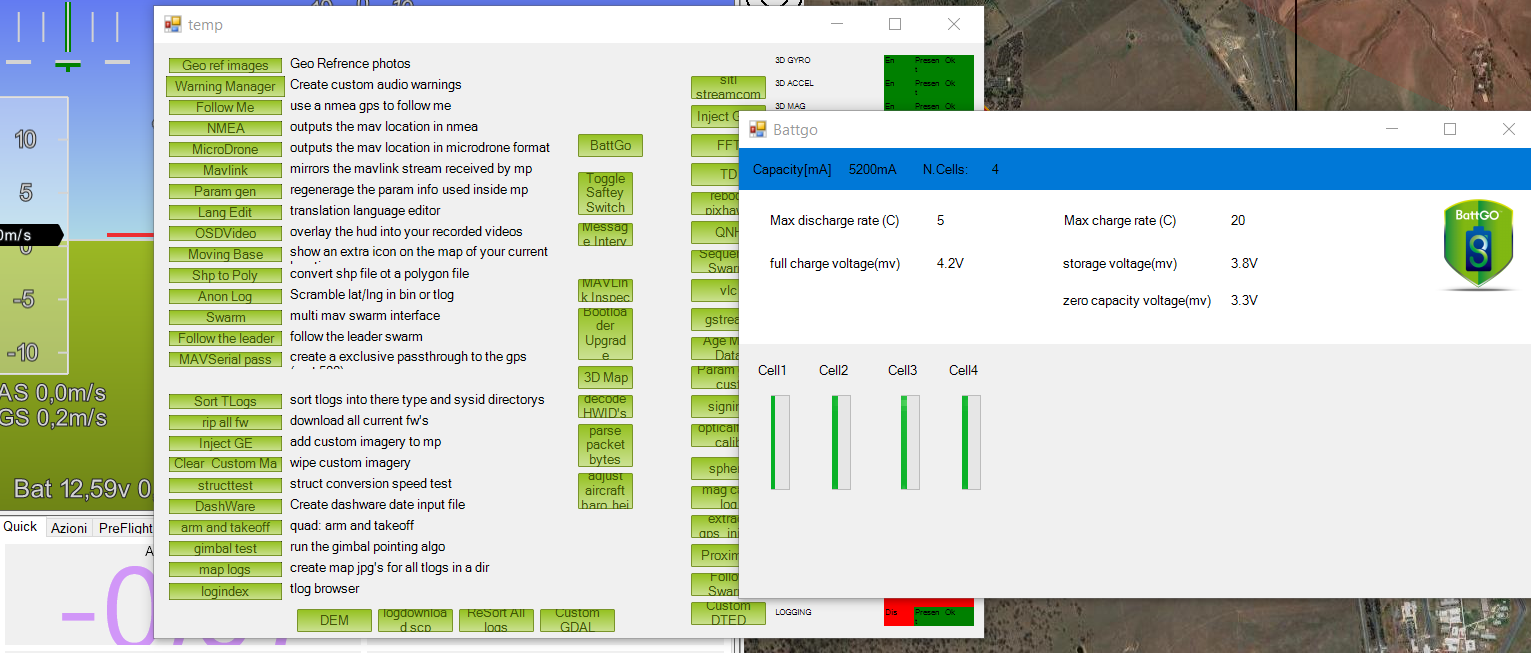 temp
Geo ref images Geo Refrence photos
Warning Manager Create custom audio warnings
Follow Me use a nmea gps to follow me
NMEA outputs the mav location in nmea
MicroDrone outputs the mav location in microdrone format
Mavlink mirrors the mavlink stream received by mp
Param gen regenerage the param info used inside mp
Lang Edit translation language editor
OSDVideo overlay the hud into your recorded videos
Moving Base show an extra icon on the map of your current
Shp to Poly convert shp file ot a polygon file
Anon Log Scramble lat/lng in bin or tlog
Swarm multi mav swarm interface
Follow the leader follow the leader swarm
MAVSerial pass create a exclusive passthrough to the gps
Sort TLogs sort tlogs into there type and sysid directorys
rip all fw download all current fw's
Inject GE add custom imagery to mp
Clear Custom Ma wipe custom imagery
structtest struct conversion speed test
DashWare Create dashware date input file
arm and takeoff quad: arm and takeoff
gimbal test run the gimbal pointing algo
map logs create map jpg's for all tlogs in a dir
logindex tlog browser
DEM
logdownloa
d scp
ReSort All
logs
Custom
GDAL
BattGo
Toggle
Saftey
Switch
Messag
e Interv
MAVLin
k Inspec
Bootloa
der
Upgrad
e
3D Map
decode
HWID's
parse
packet
bytes
adjust
aircraft
baro hei
sitl
streamcom
Inject G
FFT
TD
reboo
pixhav
QNH
Sequen
Swar
vlc
gstrea
Age M
Data
Param
cust
signin
optical
calib
spher
mag c
log
extra
gps_inj
Proxim
Follo
Swar
Custom
DTED
3D GYRO En Presen Ok
t
3D ACCEL En Presen Ok
t
3D MAG En Presen Ok
LOGGING Dis Presen Ok
t
Battgo
Capacity[mA] 5200mA N.Cells: 4
Max discharge rate (C) 5 Max charge rate (C) 20
full charge voltage(mv) 4.2V storage voltage(mv) 3.8V
zero capacity voltage(mv) 3.3V
BattGO
Cell1 Cell2 Cell3 Cell4
10
5
0m/s
0
-5
-10
AS 0,0m/s
GS 0,2m/s
Bat 12,59v 0
Quick Azioni PreFlight
A